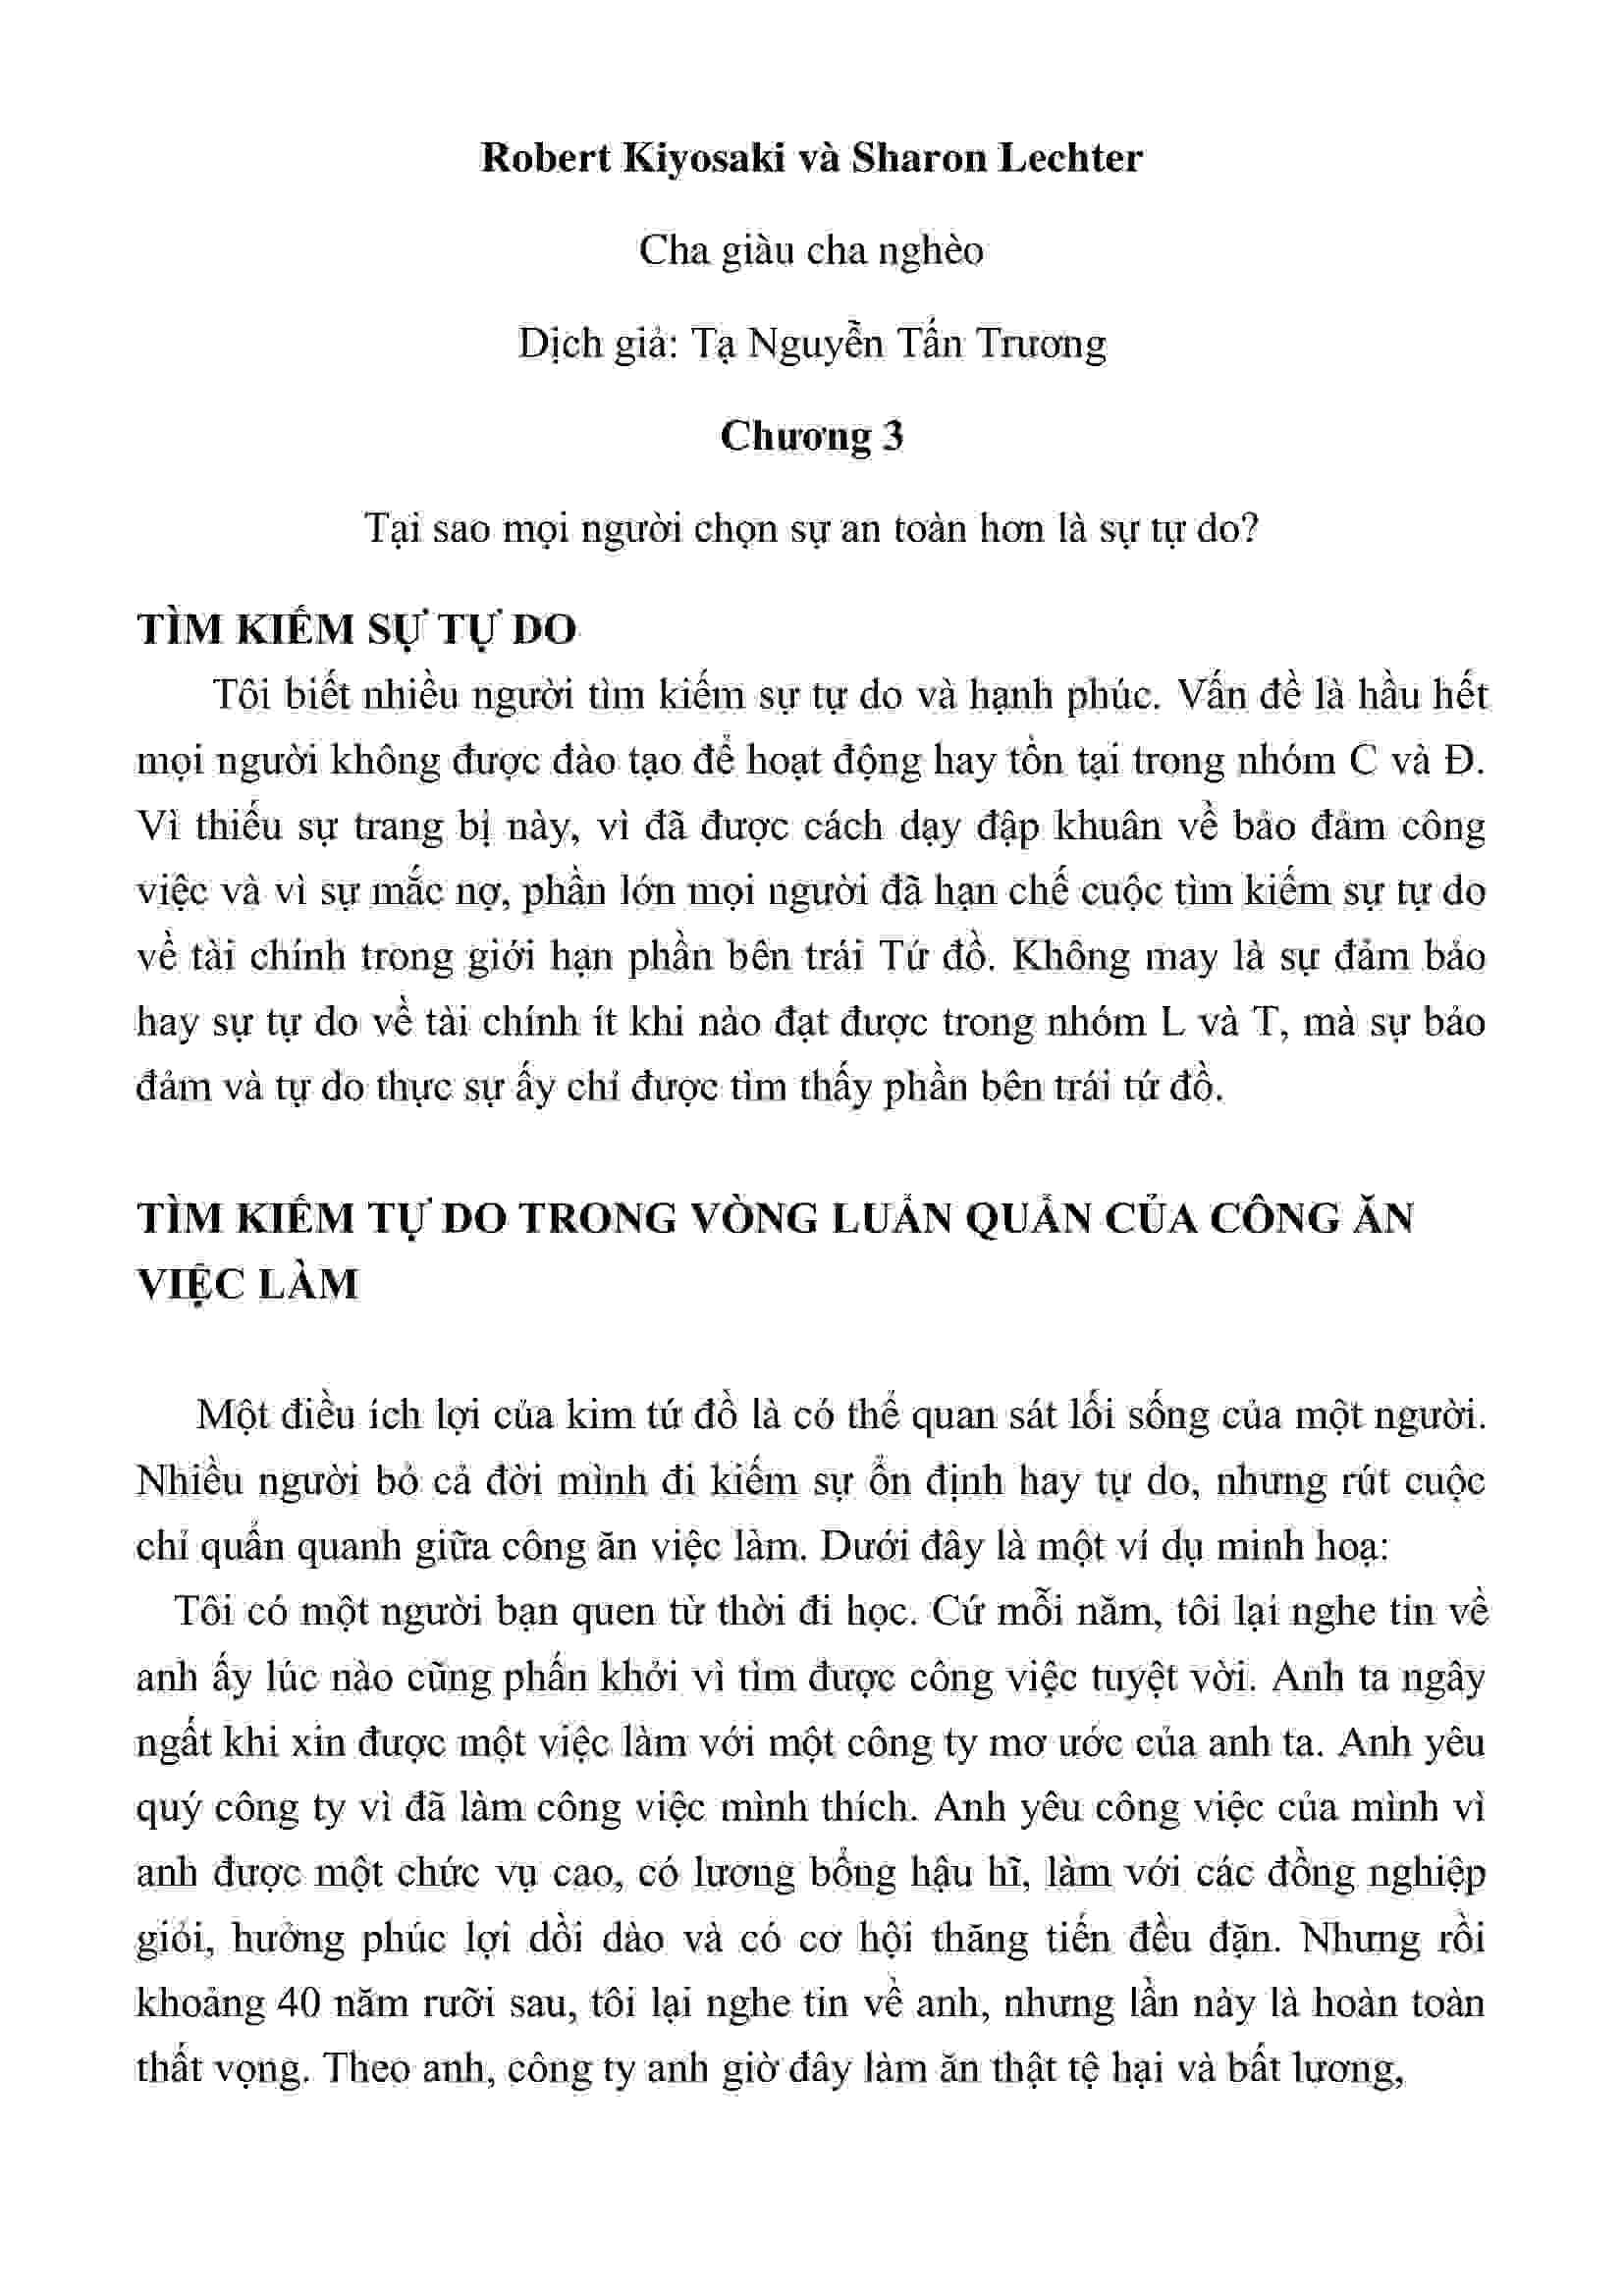 Robert Kiyosaki và Sharon Lechter
Cha giàu cha nghèo
Dịch giả: Tạ Nguyễn Tấn Trương
Chương 3
Tại sao mọi người chọn sự an toàn hơn là sự tự do?
TÌM KIẾM SỰ TỰ DO
Tôi biết nhiều người tìm kiếm sự tự do và hạnh phúc. Vấn đề là hầu hết
mọi người không được đào tạo để hoạt động hay tồn tại trong nhóm C và Đ.
Vì thiếu sự trang bị này, vì đã được cách dạy đập khuân về bảo đảm công
việc và vì sự mắc nợ, phần lớn mọi người đã hạn chế cuộc tìm kiếm sự tự do
về tài chính trong giới hạn phần bên trái Tứ đồ. Không may là sự đảm bảo
hay sự tự do về tài chính ít khi nào đạt được trong nhóm L và T, mà sự bảo
đảm và tự do thực sự ấy chỉ được tìm thấy phần bên trái tứ đồ.
TÌM KIẾM TỰ DO TRONG VÒNG LUẨN QUẨN CỦA CÔNG ĂN
VIỆC LÀM
Một điều ích lợi của kim tứ đồ là có thể quan sát lối sống của một người.
Nhiều người bỏ cả đời mình đi kiếm sự ổn định hay tự do, nhưng rút cuộc
chỉ quẩn quanh giữa công ăn việc làm. Dưới đây là một ví dụ minh hoạ:
Tôi có một người bạn quen từ thời đi học. Cứ mỗi năm, tôi lại nghe tin về
anh ấy lúc nào cũng phấn khởi vì tìm được công việc tuyệt vời. Anh ta ngây
ngất khi xin được một việc làm với một công ty mơ ước của anh ta. Anh yêu
quý công ty vì đã làm công việc mình thích. Anh yêu công việc của mình vì
anh được một chức vụ cao, có lương bổng hậu hĩ, làm với các đồng nghiệp
giỏi, hưởng phúc lợi dồi dào và có cơ hội thăng tiến đều đặn. Nhưng rồi
khoảng 40 năm rưỡi sau, tôi lại nghe tin về anh, nhưng lần này là hoàn toàn
thất vọng. Theo anh, công ty anh giờ đây làm ăn thật tệ hại và bất lương,